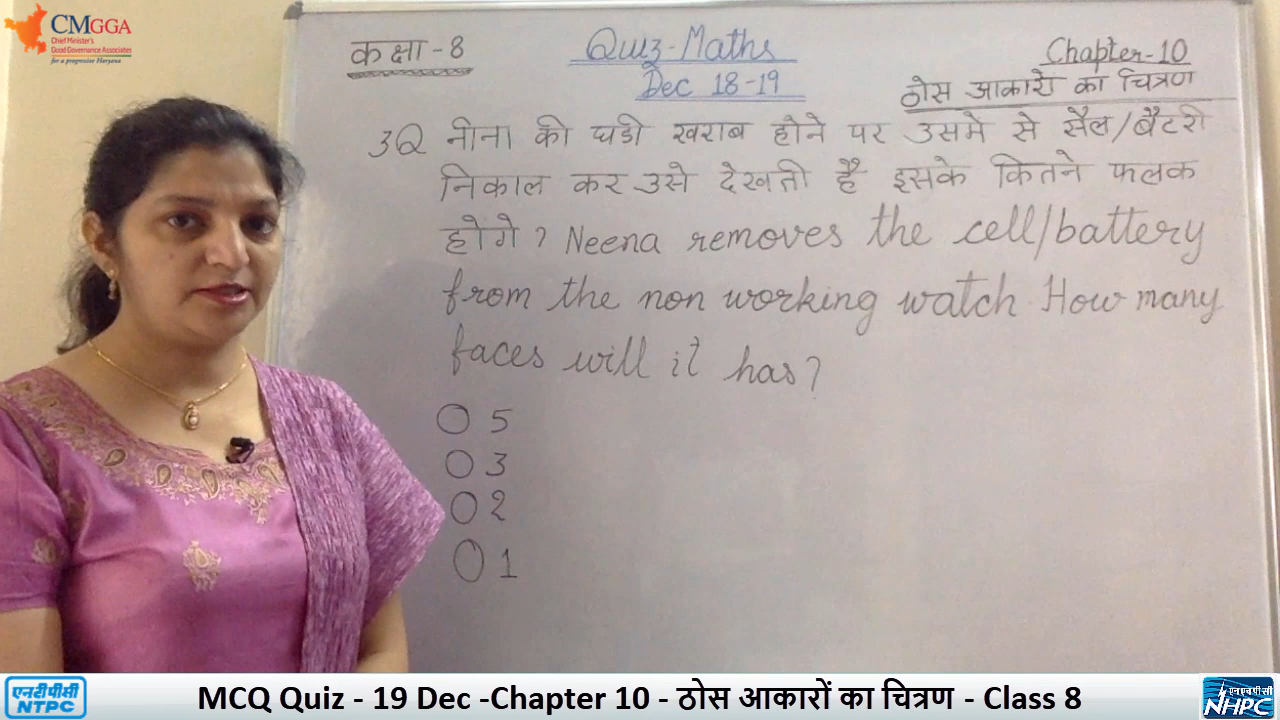 CMGGA
Chief Minister's
Good Governance Associates
for a progressive Haryana
कक्षा - 8
Quiz-Maths
Dec 18-19
Chapter-10
ठोस आकारों का चित्रण
3Q नीना की घडी खराब होने पर उसमे से सैल/बैटरी
निकाल कर उसे देखती है इसके कितने फलक
होगे? Neena removes the cell/battery
from the non working watch How many
faces will it has?
5
3
2
1
एनटीपीसी
NTPC
MCQ Quiz - 19 Dec -Chapter 10 - ठोस आकारों का चित्रण - Class 8
एनएचपीसी
NHPC